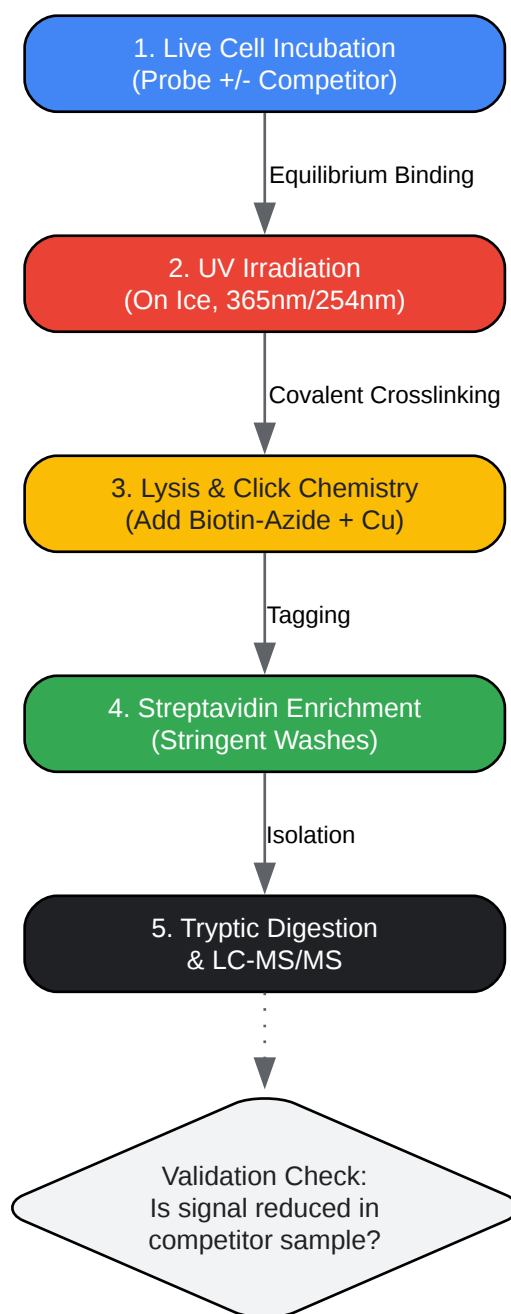 1. Live Cell Incubation
(Probe +/- Competitor)
Equilibrium Binding
2. UV Irradiation
(On Ice, 365nm/254nm)
Covalent Crosslinking
3. Lysis & Click Chemistry
(Add Biotin-Azide + Cu)
Tagging
4. Streptavidin Enrichment
(Stringent Washes)
Isolation
5. Tryptic Digestion
& LC-MS/MS
Validation Check:
Is signal reduced in
competitor sample?